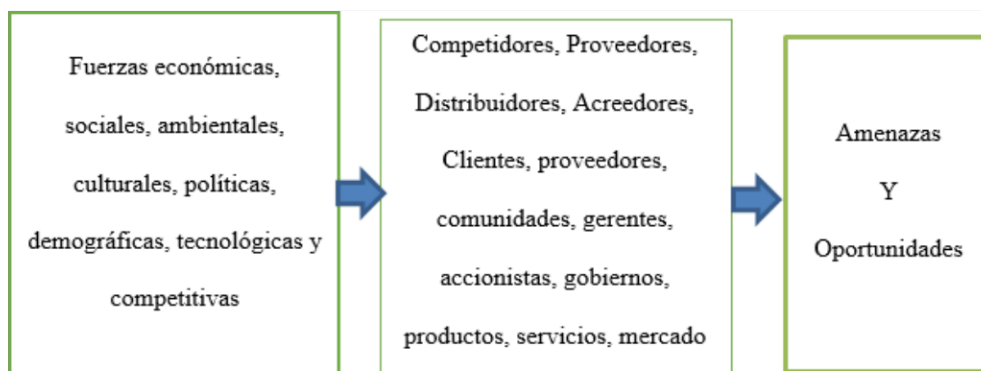 Fuerzas económicas,
sociales, ambientales,
culturales, políticas,
demográficas, tecnológicas y
competitivas
Competidores, Proveedores,
Distribuidores, Acreedores,
Clientes, proveedores,
comunidades, gerentes,
accionistas, gobiernos,
productos, servicios, mercado
Amenazas
Y
Oportunidades